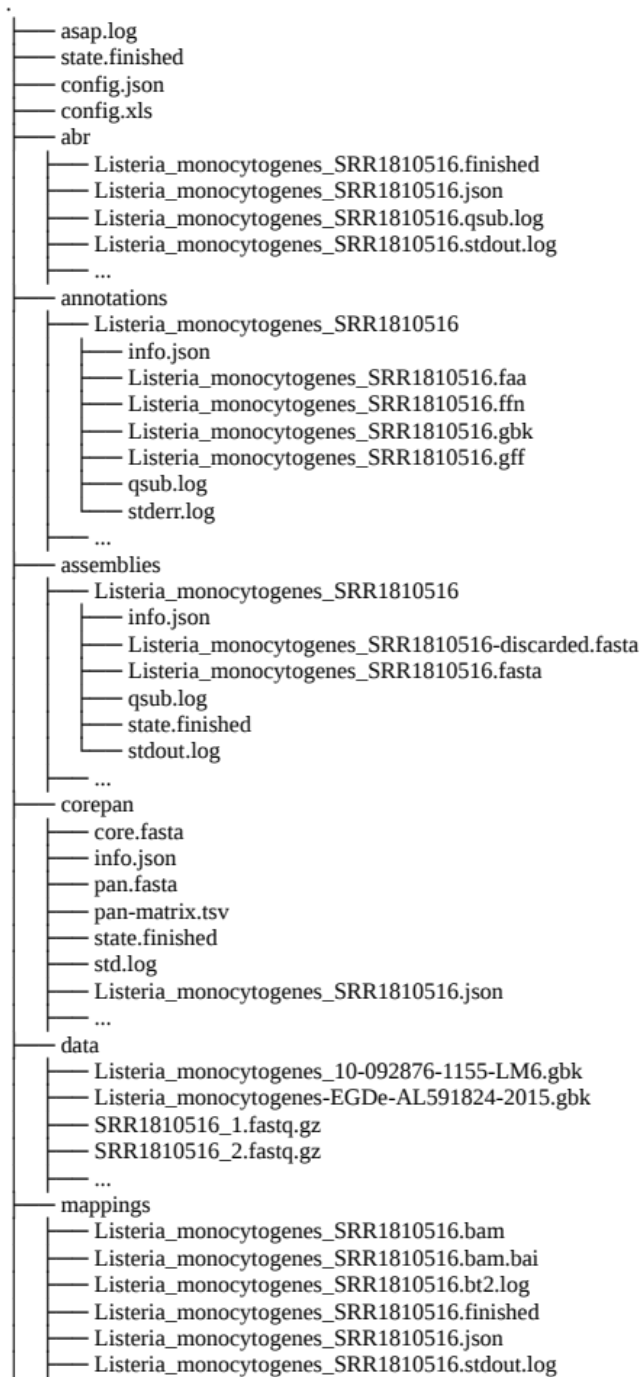 .
asap.log
state.finished
config.json
config.xls
abr
Listeria_monocytogenes_SRR1810516.finished
Listeria_monocytogenes_SRR1810516.json
Listeria_monocytogenes_SRR1810516.qsub.log
Listeria_monocytogenes_SRR1810516.stdout.log
...
annotations
Listeria_monocytogenes_SRR1810516
info.json
Listeria_monocytogenes_SRR1810516.faa
Listeria_monocytogenes_SRR1810516.ffn
Listeria_monocytogenes_SRR1810516.gbk
Listeria_monocytogenes_SRR1810516.gff
qsub.log
stderr.log
...
assemblies
Listeria_monocytogenes_SRR1810516
info.json
Listeria_monocytogenes_SRR1810516-discarded.fasta
Listeria_monocytogenes_SRR1810516.fasta
qsub.log
state.finished
stdout.log
...
corepan
core.fasta
info.json
pan.fasta
pan-matrix.tsv
state.finished
std.log
Listeria_monocytogenes_SRR1810516.json
...
data
Listeria_monocytogenes_10-092876-1155-LM6.gbk
Listeria_monocytogenes-EGDe-AL591824-2015.gbk
SRR1810516_1.fastq.gz
SRR1810516_2.fastq.gz
...
mappings
Listeria_monocytogenes_SRR1810516.bam
Listeria_monocytogenes_SRR1810516.bam.bai
Listeria_monocytogenes_SRR1810516.bt2.log
Listeria_monocytogenes_SRR1810516.finished
Listeria_monocytogenes_SRR1810516.json
Listeria_monocytogenes_SRR1810516.stdout.log